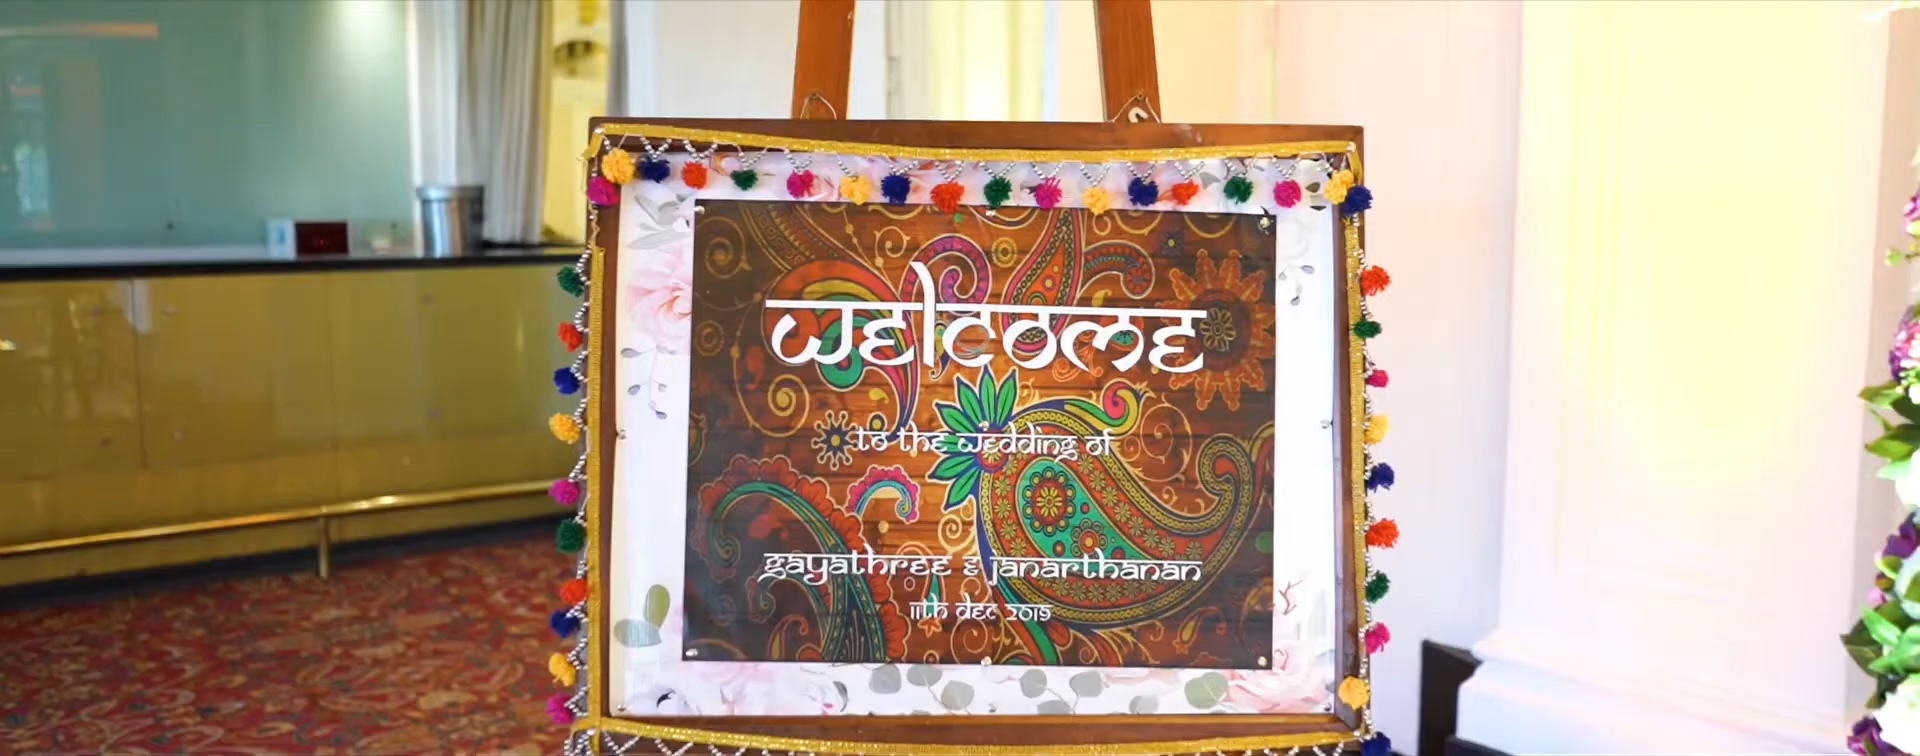 welcome
to the wedding of
gayathree & janarthanan
11th dec 2019